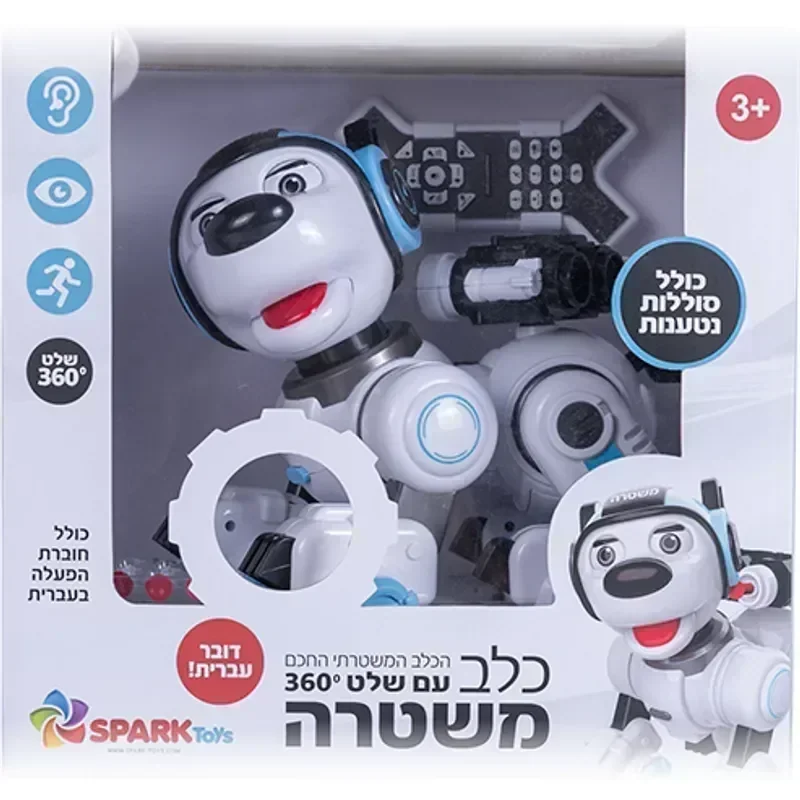 3+
כולל
סוללות
נטענות
שלט
360°
כולל
חוברת
הפעלה
בעברית
משטרה
דובר
עברית!
הכלב המשטרתי החכם
כלב עם שלט 360°
משטרה
SPARK Toys